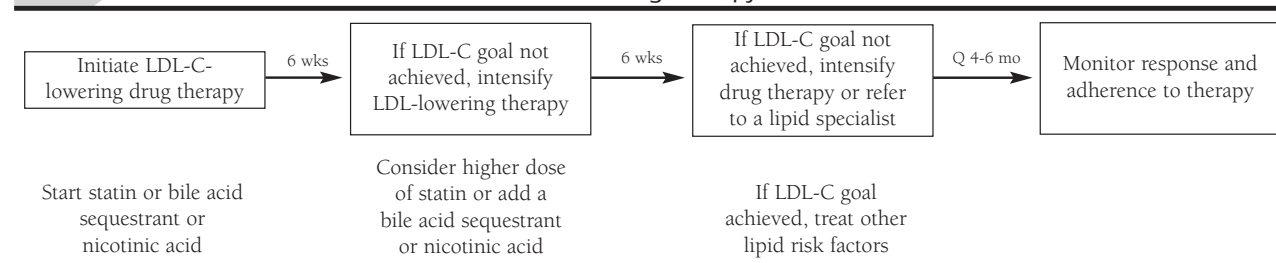 Initiate LDL-C-
lowering drug therapy
6 wks
If LDL-C goal not
achieved, intensify
LDL-lowering therapy
6 wks
If LDL-C goal not
achieved, intensify
drug therapy or refer
to a lipid specialist
Q 4-6 mo
Monitor response and
adherence to therapy
Start statin or bile acid
sequestrant or
nicotinic acid
Consider higher dose
of statin or add a
bile acid sequestrant
or nicotinic acid
If LDL-C goal
achieved, treat other
lipid risk factors